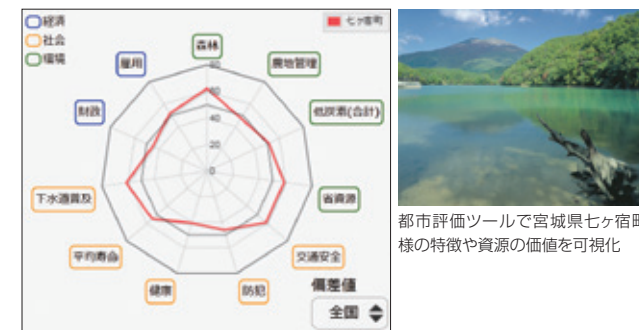 経済
社会
環境
七ヶ宿町
森林
雇用
農地管理
財政
低炭素(合計)
80
60
40
20
0
下水道普及
省資源
平均寿命
交通安全
健康
防犯
偏差値
全国
都市評価ツールで宮城県七ヶ宿町
様の特徴や資源の価値を可視化